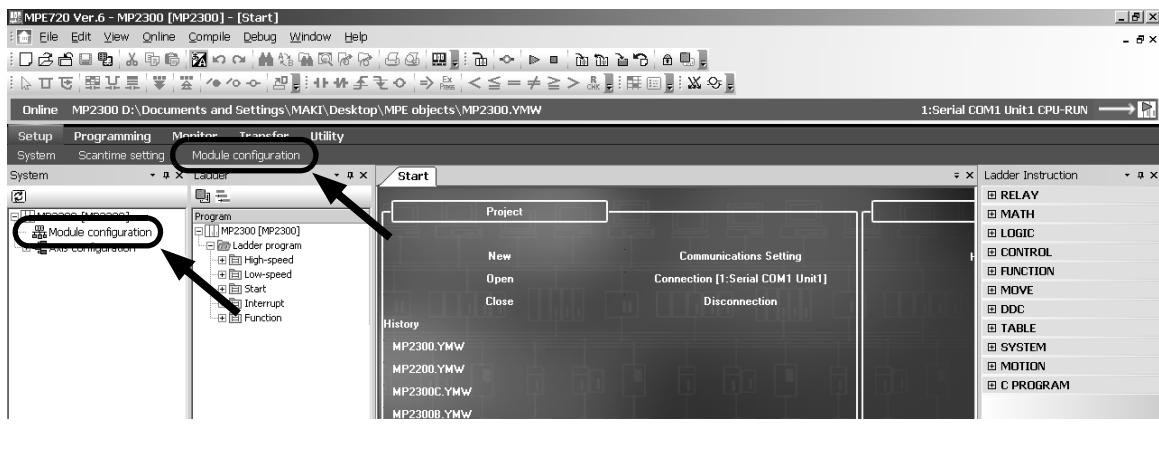 MPE720 Ver.6 - MP2300 [MP2300] - [Start]
File Edit View Online Compile Debug Window Help
Online MP2300 D:\Documents and Settings\MAKI\Desktop\MPE objects\MP2300.YMW 1:Serial COM1 Unit1 CPU-RUN
Setup Programming Monitor Transfer Utility
System Scantime setting Module configuration
System
MP2300 [MP2300]
Module configuration
Axis configuration
Ladder
Program
MP2300 [MP2300]
Ladder program
High-speed
Low-speed
Start
Interrupt
Function
Start
Project
New
Open
Close
Communications Setting
Connection [1:Serial COM1 Unit1]
Disconnection
History
MP2300.YMW
MP2200.YMW
MP2300C.YMW
MP2300B.YMW
Ladder Instruction
RELAY
MATH
LOGIC
CONTROL
FUNCTION
MOVE
DDC
TABLE
SYSTEM
MOTION
C PROGRAM